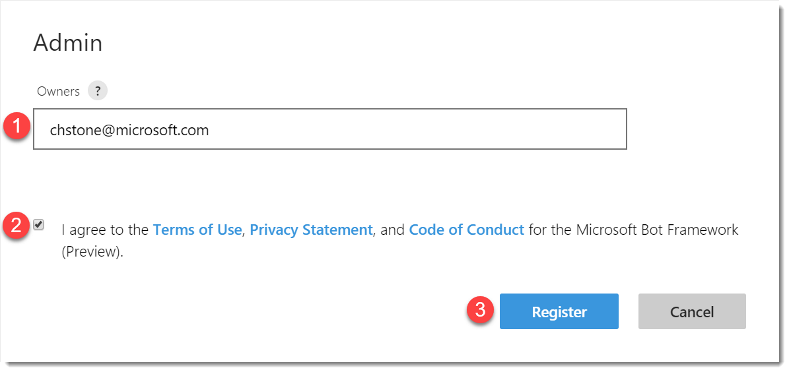 Admin
Owners ?
1 chstone@microsoft.com
2 I agree to the Terms of Use, Privacy Statement, and Code of Conduct for the Microsoft Bot Framework
(Preview).
3 Register Cancel